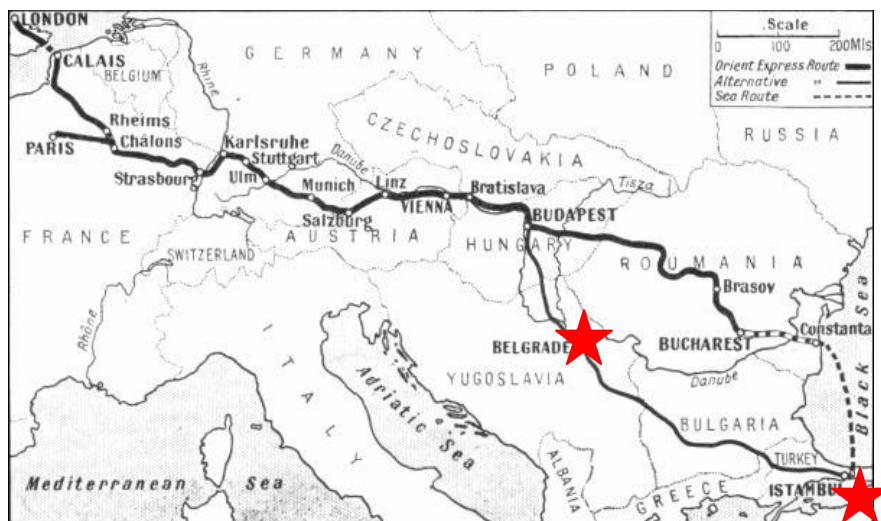 LONDON
CALAIS
BELGIUM
Rhine
GERMANY
POLAND
Scale
0 100 200 Mls
Orient Express Route
Alternative "
Sea Route
RUSSIA
PARIS
Rheims
Châlons
Strasbourg
Karlsruhe
Stuttgart
Ulm
Danube
CZECHOSLOVAKIA
Munich
Salzburg
Linz
VIENNA
Bratislava
Tisza
BUDAPEST
FRANCE
SWITZERLAND
AUSTRIA
HUNGARY
ROUMANIA
Brasov
Rhône
ITALY
BELGRADE
BUCHAREST
Constanta
Black Sea
YUGOSLAVIA
Danube
Adriatic Sea
BULGARIA
ALBANIA
TURKEY
GREECE
Mediterranean Sea